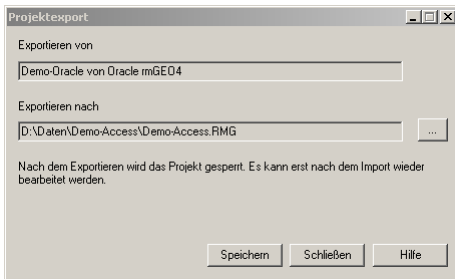 Projektexport
Exportieren von
Demo-Oracle von Oracle rmGEO4
Exportieren nach
D:\Daten\Demo-Access\Demo-Access.RMG
...
Nach dem Exportieren wird das Projekt gesperrt. Es kann erst nach dem Import wieder
bearbeitet werden.
Speichern Schließen Hilfe